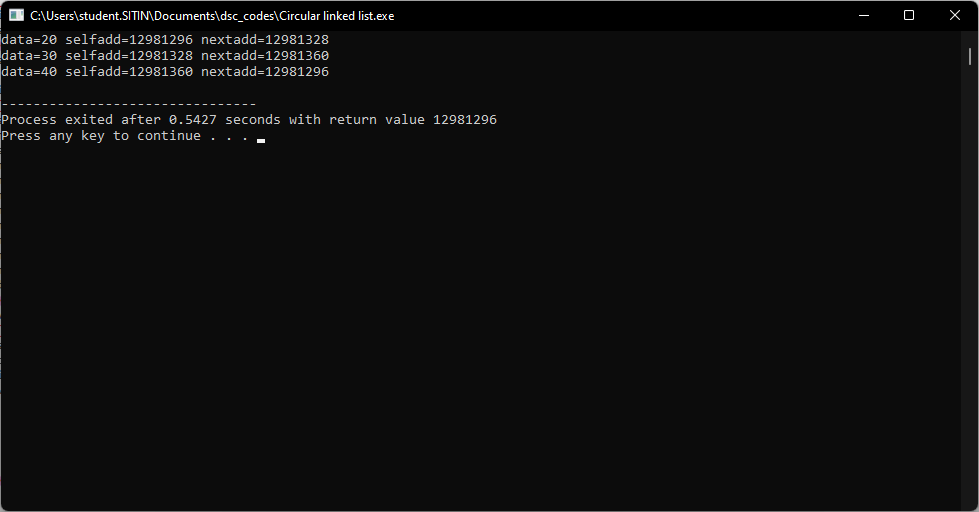 C:\Users\student.SITIN\Documents\dsc_codes\Circular linked list.exe
data=20 selfadd=12981296 nextadd=12981328
data=30 selfadd=12981328 nextadd=12981360
data=40 selfadd=12981360 nextadd=12981296
--------------------------------
Process exited after 0.5427 seconds with return value 12981296
Press any key to continue . . .